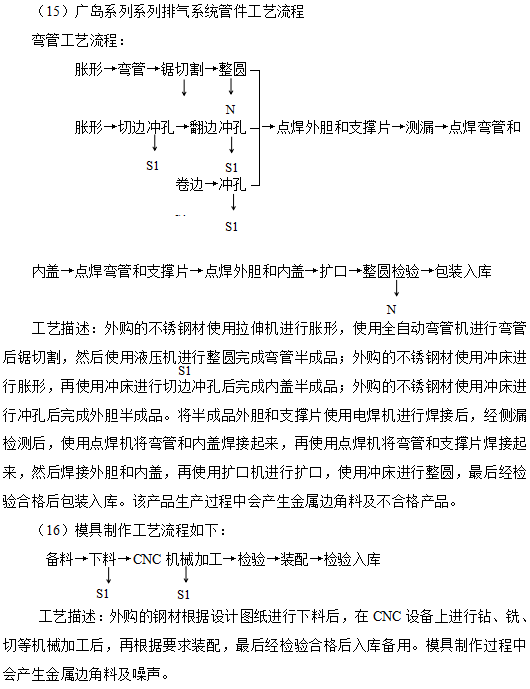 （15）广岛系列系列排气系统管件工艺流程
弯管工艺流程：
胀形→弯管→锯切割→整圆
N
胀形→切边冲孔→翻边冲孔→点焊外胆和支撑片→测漏→点焊弯管和
S1 S1
卷边→冲孔
S1
内盖→点焊弯管和支撑片→点焊外胆和内盖→扩口→整圆检验→包装入库
N
工艺描述：外购的不锈钢材使用拉伸机进行胀形，使用全自动弯管机进行弯管
后锯切割，然后使用液压机进行整圆完成弯管半成品；外购的不锈钢材使用冲床进
S1
行胀形，再使用冲床进行切边冲孔后完成内盖半成品；外购的不锈钢材使用冲床进
行冲孔后完成外胆半成品。将半成品外胆和支撑片使用电焊机进行焊接后，经侧漏
检测后，使用点焊机将弯管和内盖焊接起来，再使用点焊机将弯管和支撑片焊接起
来，然后焊接外胆和内盖，再使用扩口机进行扩口，使用冲床进行整圆，最后经检
验合格后包装入库。该产品生产过程中会产生金属边角料及不合格产品。
（16）模具制作工艺流程如下：
备料→下料→CNC 机械加工→检验→装配→检验入库
S1 S1
工艺描述：外购的钢材根据设计图纸进行下料后，在 CNC 设备上进行钻、铣、
切等机械加工后，再根据要求装配，最后经检验合格后入库备用。模具制作过程中
会产生金属边角料及噪声。